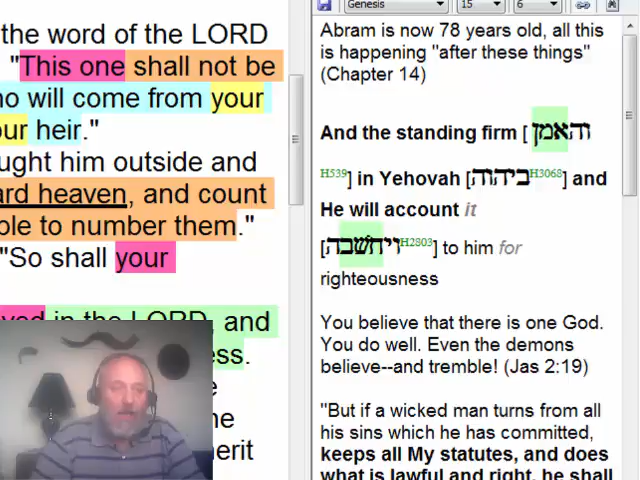 the word of the LORD
"This one shall not be
o will come from your
ur heir."
ught him outside and
ard heaven, and count
ble to number them."
"So shall your
ved in the LORD, and
ess.
e
he
erit
Genesis 15 6
Abram is now 78 years old, all this
is happening "after these things"
(Chapter 14)
And the standing firm [והאמן
H539] in Yehovah [ביהוה H3068] and
He will account it
[ויחשבה H2803] to him for
righteousness
You believe that there is one God.
You do well. Even the demons
believe--and tremble! (Jas 2:19)
"But if a wicked man turns from all
his sins which he has committed,
keeps all My statutes, and does
what is lawful and right, he shall